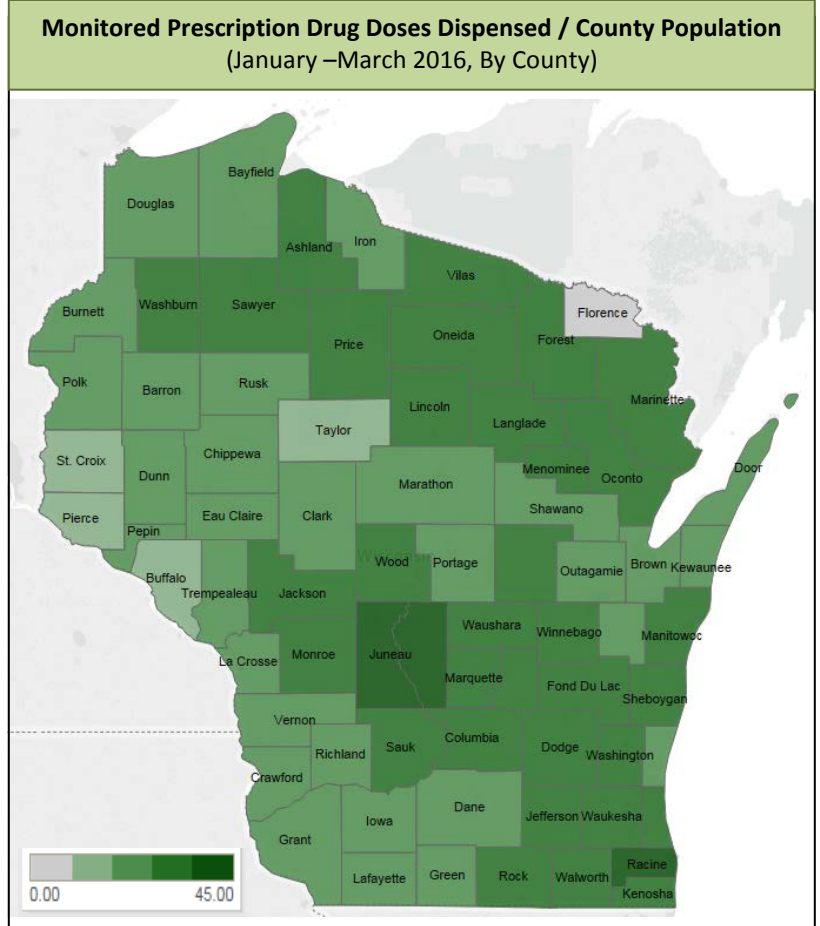 Monitored Prescription Drug Doses Dispensed / County Population
(January –March 2016, By County)
Bayfield
Douglas
Ashland
Iron
Vilas
Burnett
Washburn
Sawyer
Florence
Price
Oneida
Forest
Polk
Barron
Rusk
Marinette
Lincoln
Langlade
Taylor
St. Croix
Chippewa
Dunn
Menominee
Oconto
Door
Marathon
Shawano
Pierce
Eau Claire
Clark
Pepin
Wisconsin
Wood
Portage
Outagamie
Brown
Kewaunee
Buffalo
Trempealeau
Jackson
Waushara
Winnebago
Manitowoc
La Crosse
Monroe
Juneau
Marquette
Fond Du Lac
Sheboygan
Vernon
Richland
Sauk
Columbia
Dodge
Washington
Crawford
Dane
Iowa
Jefferson
Waukesha
Grant
Lafayette
Green
Rock
Walworth
Racine
Kenosha
0.00
45.00